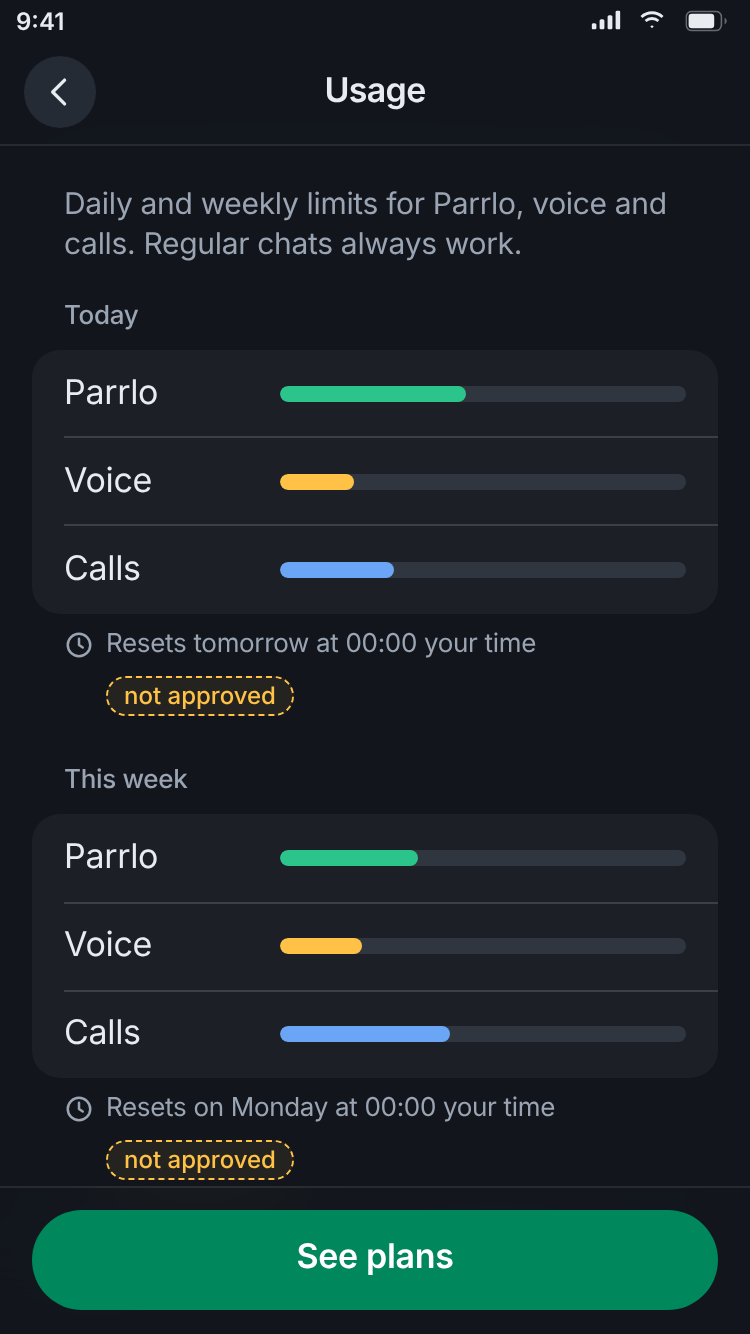 9:41
Usage
Daily and weekly limits for Parrlo, voice and
calls. Regular chats always work.
Today
Parrlo
Voice
Calls
Resets tomorrow at 00:00 your time
not approved
This week
Parrlo
Voice
Calls
Resets on Monday at 00:00 your time
not approved
See plans